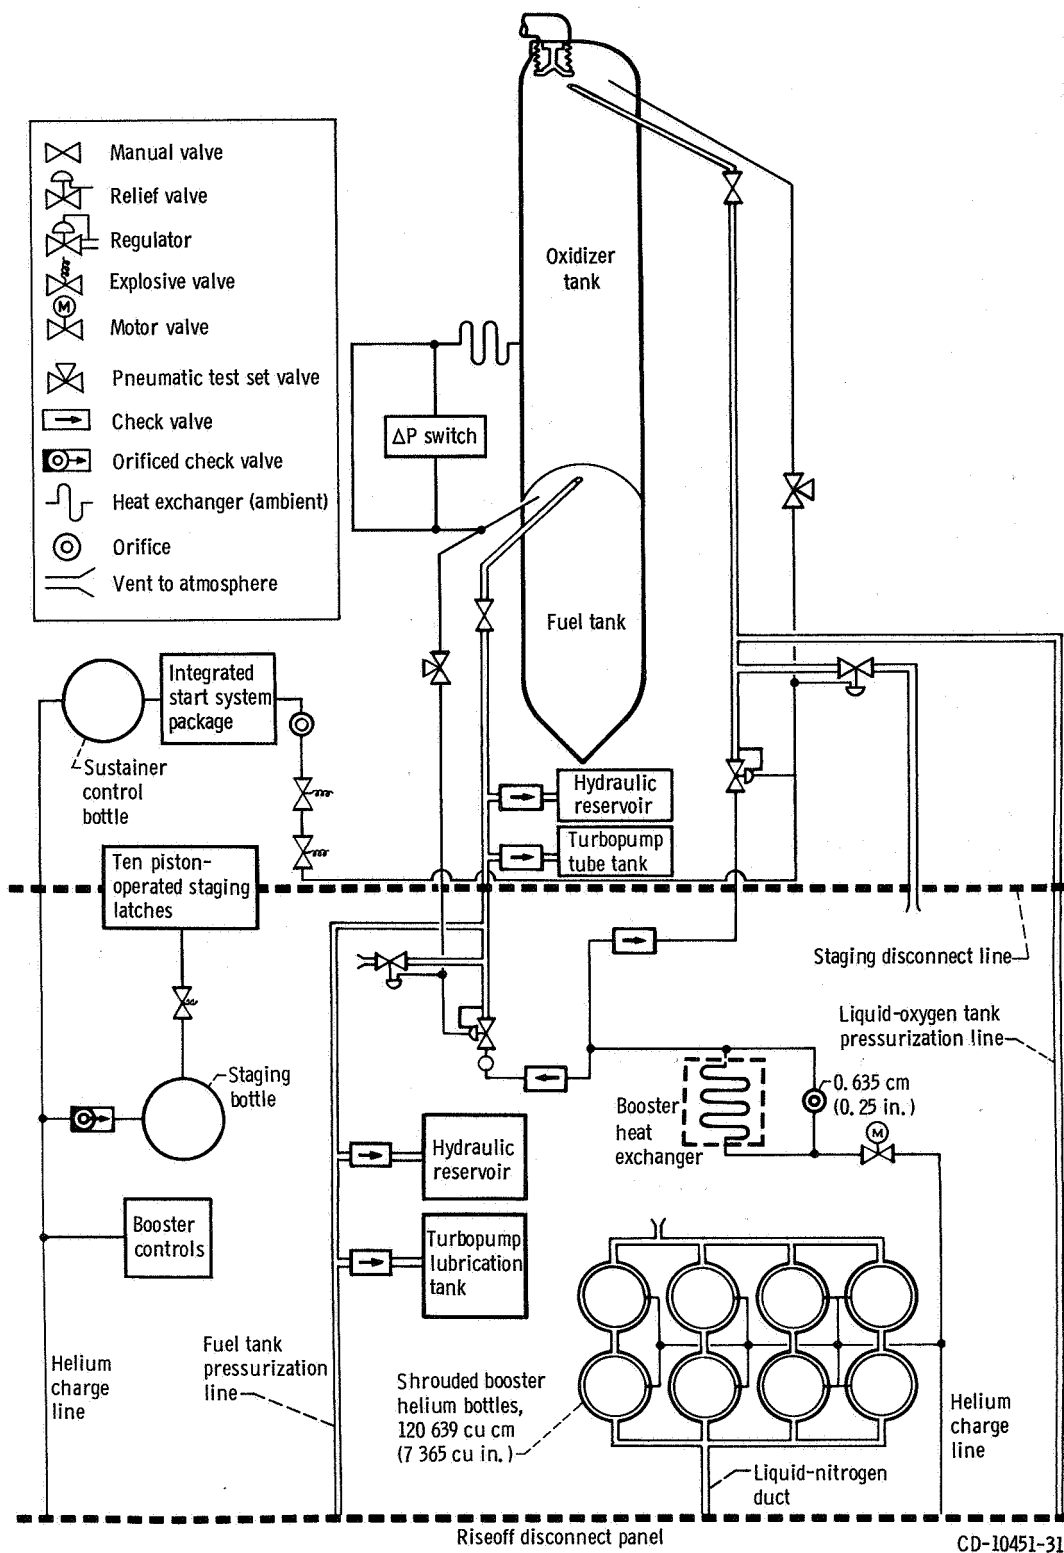 Manual valve
Relief valve
Regulator
Explosive valve
M
Motor valve
Pneumatic test set valve
Check valve
Orificed check valve
Heat exchanger (ambient)
Orifice
Vent to atmosphere
Oxidizer
tank
ΔP switch
Fuel tank
Integrated
start system
package
Sustainer
control
bottle
Hydraulic
reservoir
Turbopump
tube tank
Ten piston-
operated staging
latches
Staging disconnect line
Liquid-oxygen tank
pressurization line
Staging
bottle
0.635 cm
(0.25 in.)
M
Booster
heat
exchanger
Hydraulic
reservoir
Booster
controls
Turbopump
lubrication
tank
Helium
charge
line
Fuel tank
pressurization
line
Shrouded booster
helium bottles,
120 639 cu cm
(7 365 cu in.)
Helium
charge
line
Liquid-nitrogen
duct
Riseoff disconnect panel
CD-10451-31